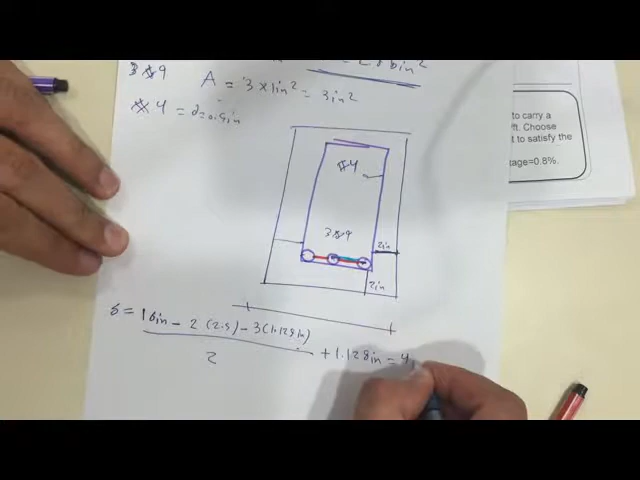 3 #9
A = 3 x 1in² = 3in²
#4 = d=0.5in
#4
3#9
2in
2in
S = 16in - 2 (2.5) - 3(1.128in)
2
+ 1.128in = 4
to carry a
/ft. Choose
t to satisfy the
tage=0.8%.